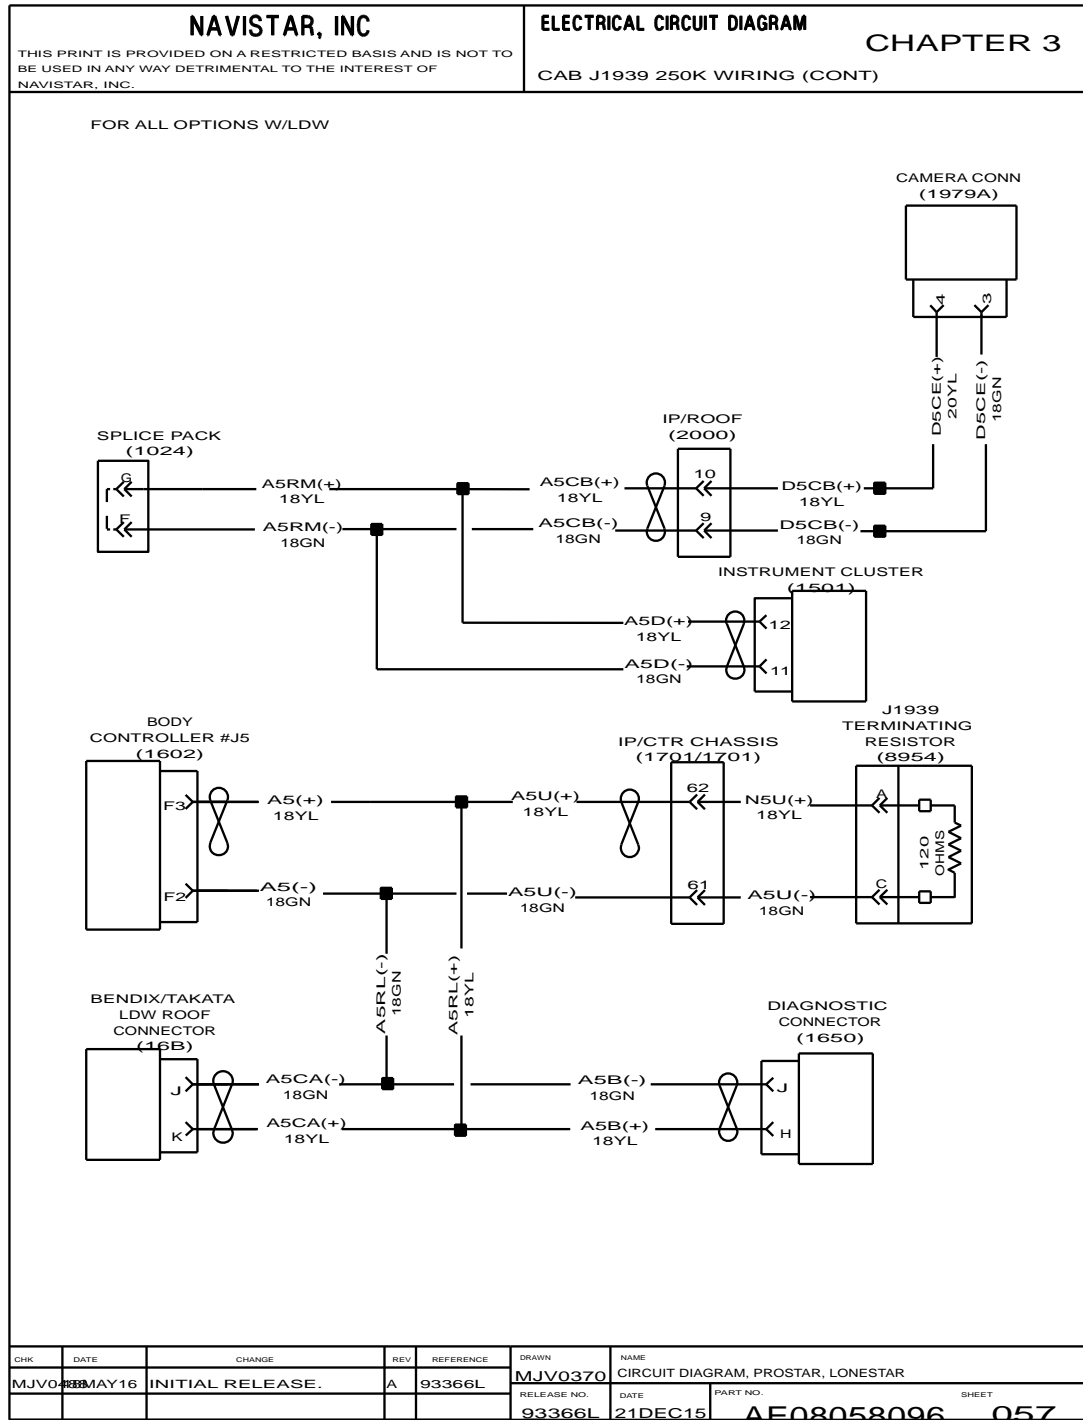 NAVISTAR, INC
THIS PRINT IS PROVIDED ON A RESTRICTED BASIS AND IS NOT TO
BE USED IN ANY WAY DETRIMENTAL TO THE INTEREST OF
NAVISTAR, INC.
ELECTRICAL CIRCUIT DIAGRAM
CHAPTER 3
CAB J1939 250K WIRING (CONT)
FOR ALL OPTIONS W/LDW
CAMERA CONN
(1979A)
4
3
D5CE(+)
20YL
D5CE(-)
18GN
SPLICE PACK
(1024)
G
F
A5RM(+)
18YL
A5RM(-)
18GN
A5CB(+)
18YL
A5CB(-)
18GN
IP/ROOF
(2000)
10
9
D5CB(+)
18YL
D5CB(-)
18GN
INSTRUMENT CLUSTER
(1501)
A5D(+)
18YL
A5D(-)
18GN
12
11
BODY
CONTROLLER #J5
(1602)
F3
F2
A5(+)
18YL
A5(-)
18GN
A5U(+)
18YL
A5U(-)
18GN
IP/CTR CHASSIS
(1701/1701)
62
61
N5U(+)
18YL
A5U(-)
18GN
J1939
TERMINATING
RESISTOR
(8954)
A
C
120
OHMS
A5RL(-)
18GN
A5RL(+)
18YL
BENDIX/TAKATA
LDW ROOF
CONNECTOR
(16B)
J
K
A5CA(-)
18GN
A5CA(+)
18YL
A5B(-)
18GN
A5B(+)
18YL
DIAGNOSTIC
CONNECTOR
(1650)
J
H
CHK DATE CHANGE REV REFERENCE
INITIAL RELEASE. A 93366L
DRAWN
MJV0370
NAME
CIRCUIT DIAGRAM, PROSTAR, LONESTAR
RELEASE NO.
93366L
DATE
21DEC15
PART NO.
AE08058096
SHEET
057